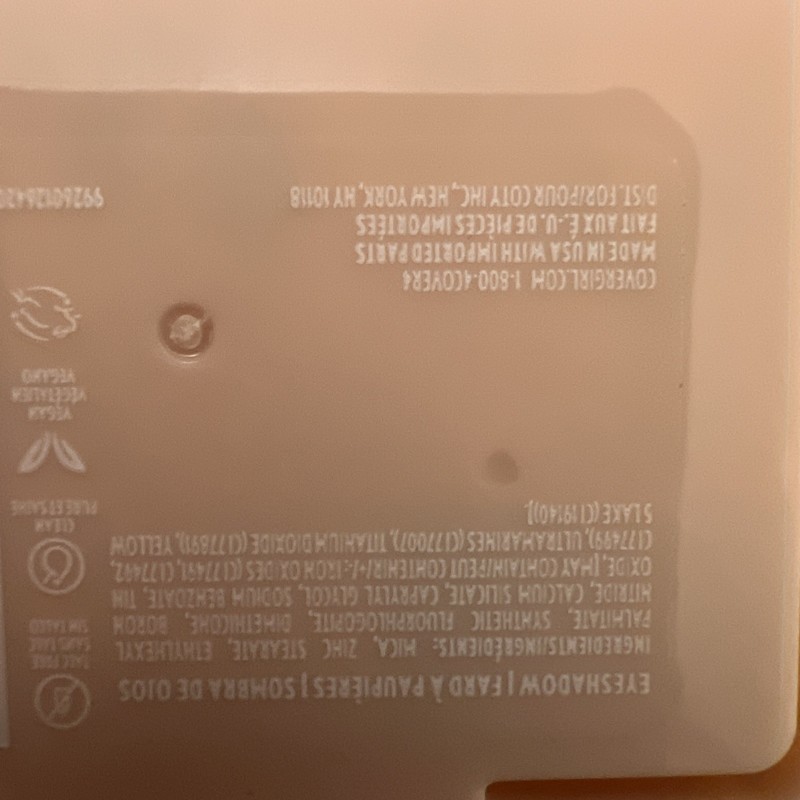 EYESHADOW | FARD À PAUPIÈRES | SOMBRA DE OJOS
INGREDIENTS/INGRÉDIENTS: MICA, ZINC STEARATE, ETHYLHEXYL
PALMITATE, SYNTHETIC FLUORPHLOGOPITE, DIMETHICONE, BORON
NITRIDE, CALCIUM SILICATE, CAPRYLYL GLYCOL, SODIUM BENZOATE, TIN
OXIDE, [MAY CONTAIN/PEUT CONTENIR/+/-: IRON OXIDES (CI 77491, CI 77492,
CI 77499), ULTRAMARINES (CI 77007), TITANIUM DIOXIDE (CI 77891), YELLOW
5 LAKE (CI 19140)].
COVERGIRL.COM 1-800-4COVER4
MADE IN USA WITH IMPORTED PARTS
FAIT AUX É.-U. DE PIÈCES IMPORTÉES
DIST. FOR/POUR COTY INC., NEW YORK, NY 10118
TALC FREE
SANS TALC
SIN TALCO
CLEAN
PURE ET SAINE
VEGAN
VÉGÉTALIEN
VEGANO